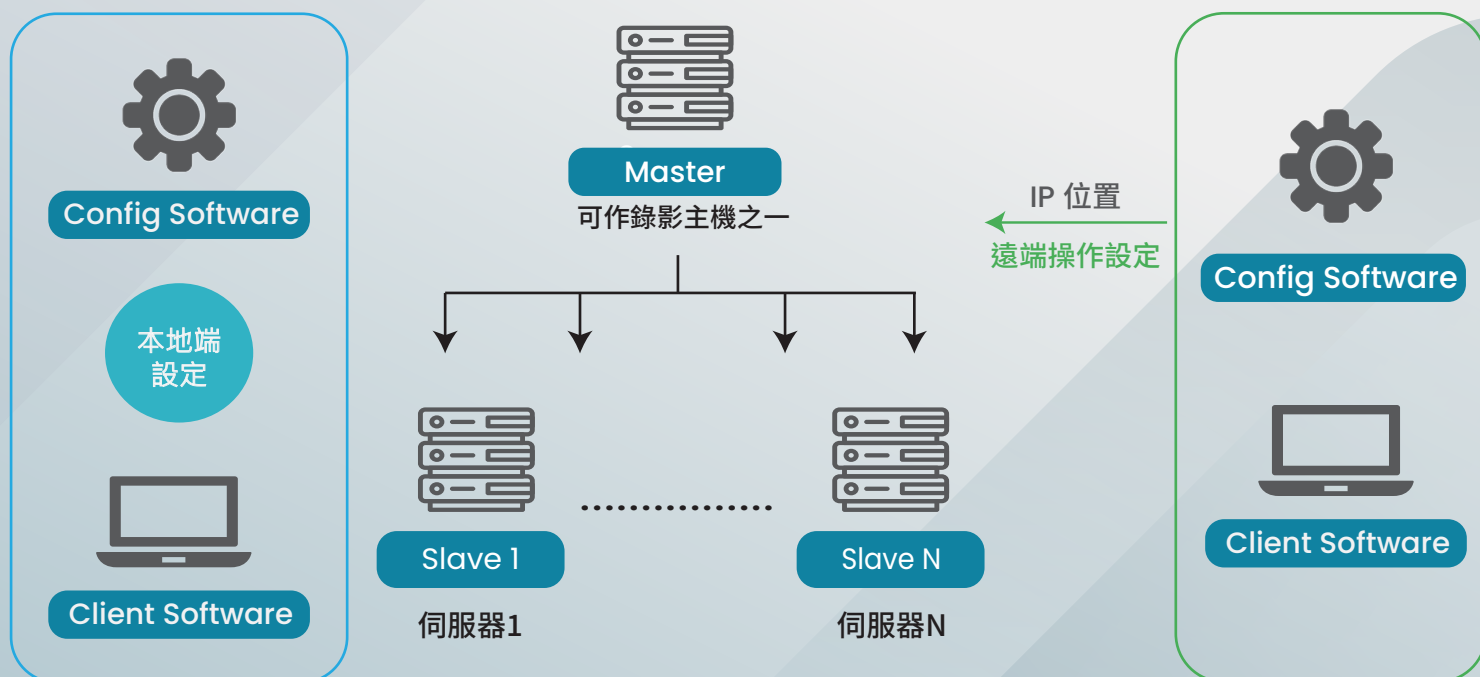 Config Software
本地端
設定
Client Software
Master
可作錄影主機之一
Slave 1
伺服器1
Slave N
伺服器N
IP 位置
遠端操作設定
Config Software
Client Software